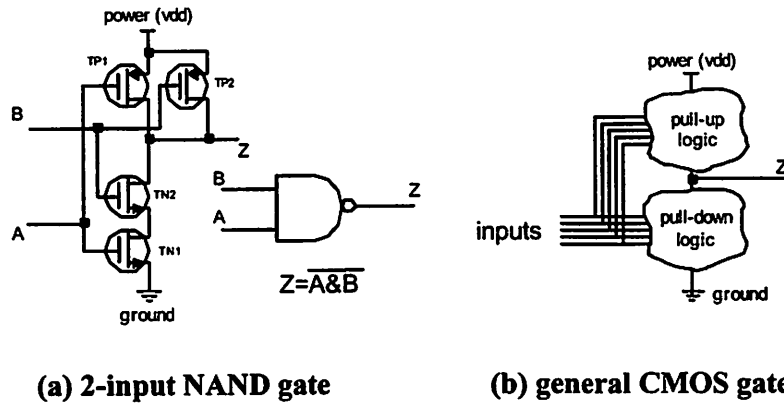 power (vdd)
TP1
TP2
B
Z
TN2
A
TN1
ground
B
A
Z
Z=A&B
power (vdd)
pull-up
logic
Z
inputs
pull-down
logic
ground
(a) 2-input NAND gate
(b) general CMOS gate